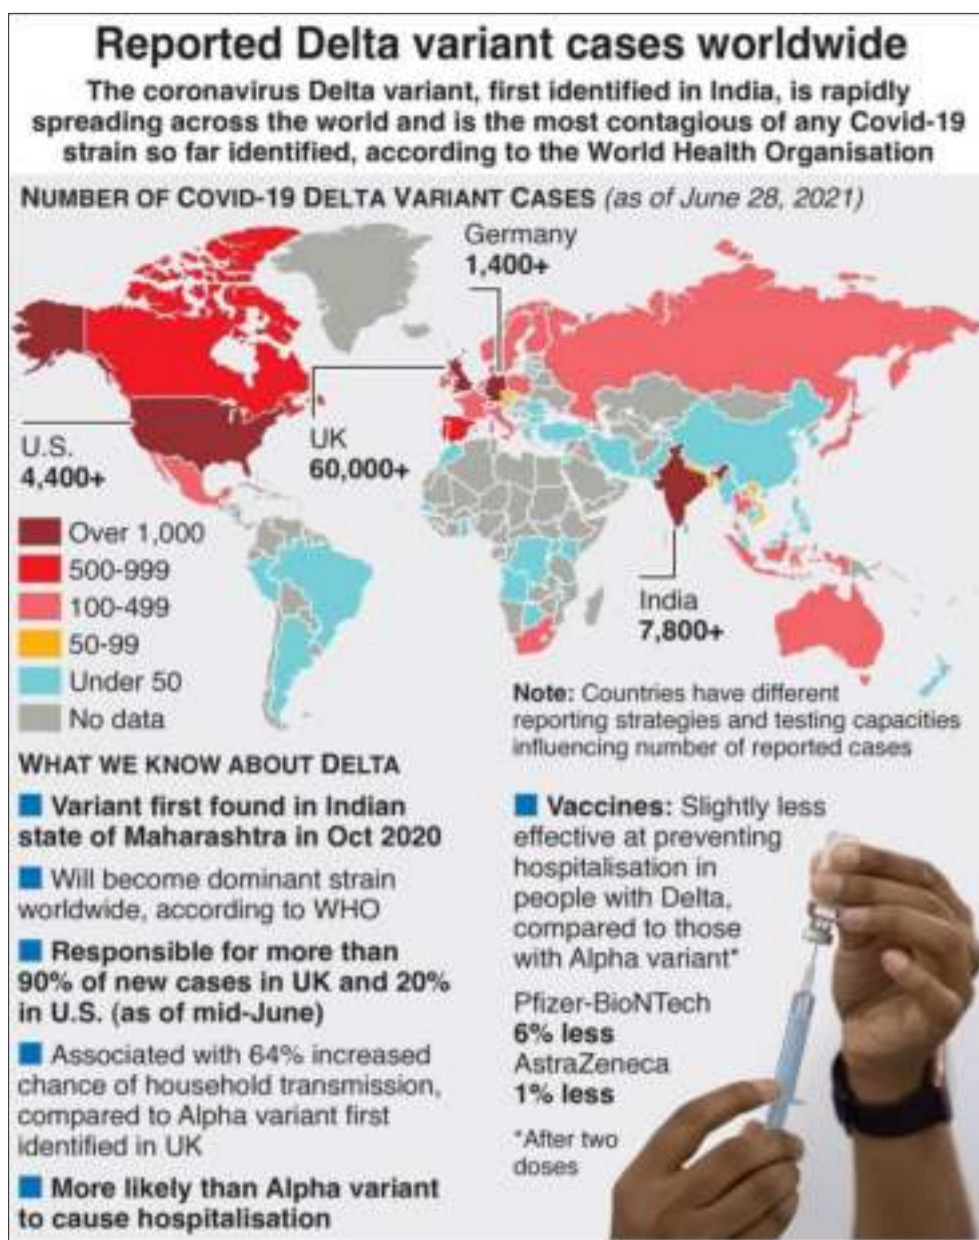 Reported Delta variant cases worldwide
The coronavirus Delta variant, first identified in India, is rapidly
spreading across the world and is the most contagious of any Covid-19
strain so far identified, according to the World Health Organisation
NUMBER OF COVID-19 DELTA VARIANT CASES (as of June 28, 2021)
Germany
1,400+
U.S.
4,400+
UK
60,000+
India
7,800+
Over 1,000
500-999
100-499
50-99
Under 50
No data
Note: Countries have different
reporting strategies and testing capacities
influencing number of reported cases
WHAT WE KNOW ABOUT DELTA
Variant first found in Indian
state of Maharashtra in Oct 2020
Will become dominant strain
worldwide, according to WHO
Responsible for more than
90% of new cases in UK and 20%
in U.S. (as of mid-June)
Associated with 64% increased
chance of household transmission,
compared to Alpha variant first
identified in UK
More likely than Alpha variant
to cause hospitalisation
Vaccines: Slightly less
effective at preventing
hospitalisation in
people with Delta,
compared to those
with Alpha variant*
Pfizer-BioNTech
6% less
AstraZeneca
1% less
*After two
doses